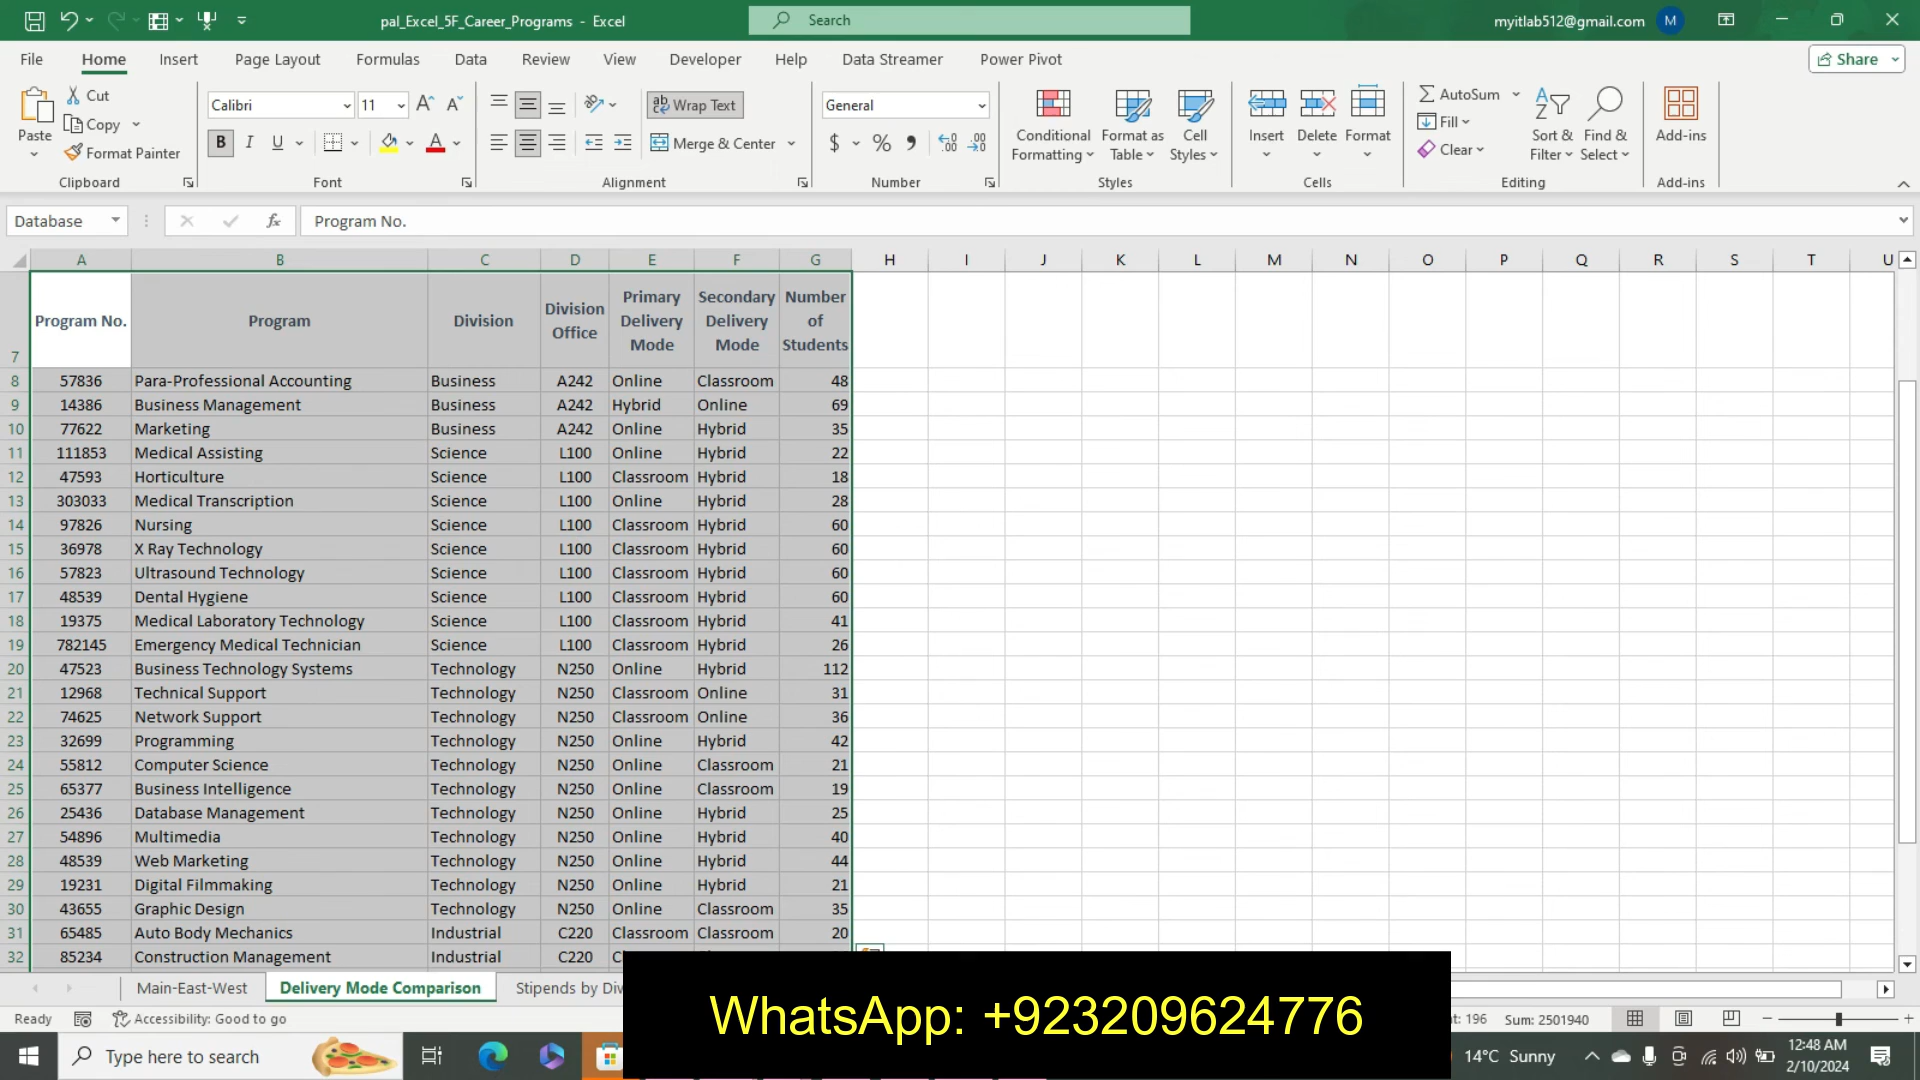 pal_Excel_5F_Career_Programs - Excel
Search
myitlab512@gmail.com
M
File Home Insert Page Layout Formulas Data Review View Developer Help Data Streamer Power Pivot
Share
Paste
Cut
Copy
Format Painter
Clipboard
Calibri 11
B I U
Font
Wrap Text
Merge & Center
Alignment
General
$ % 9
Number
Conditional Formatting
Format as Table
Cell Styles
Styles
Insert Delete Format
Cells
AutoSum
Fill
Clear
Sort & Filter
Find & Select
Editing
Add-ins
Add-ins
Database
fx
Program No.
A B C D E F G H I J K L M N O P Q R S T U
7 Program No. Program Division Division Office Primary Delivery Mode Secondary Delivery Mode Number of Students
8 57836 Para-Professional Accounting Business A242 Online Classroom 48
9 14386 Business Management Business A242 Hybrid Online 69
10 77622 Marketing Business A242 Online Hybrid 35
11 111853 Medical Assisting Science L100 Online Hybrid 22
12 47593 Horticulture Science L100 Classroom Hybrid 18
13 303033 Medical Transcription Science L100 Online Hybrid 28
14 97826 Nursing Science L100 Classroom Hybrid 60
15 36978 X Ray Technology Science L100 Classroom Hybrid 60
16 57823 Ultrasound Technology Science L100 Classroom Hybrid 60
17 48539 Dental Hygiene Science L100 Classroom Hybrid 60
18 19375 Medical Laboratory Technology Science L100 Classroom Hybrid 41
19 782145 Emergency Medical Technician Science L100 Classroom Hybrid 26
20 47523 Business Technology Systems Technology N250 Online Hybrid 112
21 12968 Technical Support Technology N250 Classroom Online 31
22 74625 Network Support Technology N250 Classroom Online 36
23 32699 Programming Technology N250 Online Hybrid 42
24 55812 Computer Science Technology N250 Online Classroom 21
25 65377 Business Intelligence Technology N250 Online Classroom 19
26 25436 Database Management Technology N250 Online Hybrid 25
27 54896 Multimedia Technology N250 Online Hybrid 40
28 48539 Web Marketing Technology N250 Online Hybrid 44
29 19231 Digital Filmmaking Technology N250 Online Hybrid 21
30 43655 Graphic Design Technology N250 Online Classroom 35
31 65485 Auto Body Mechanics Industrial C220 Classroom Classroom 20
32 85234 Construction Management Industrial C220
Main-East-West Delivery Mode Comparison Stipends by Div
WhatsApp: +923209624776
Ready Accessibility: Good to go
t: 196 Sum: 2501940
Type here to search
14°C Sunny
12:48 AM
2/10/2024